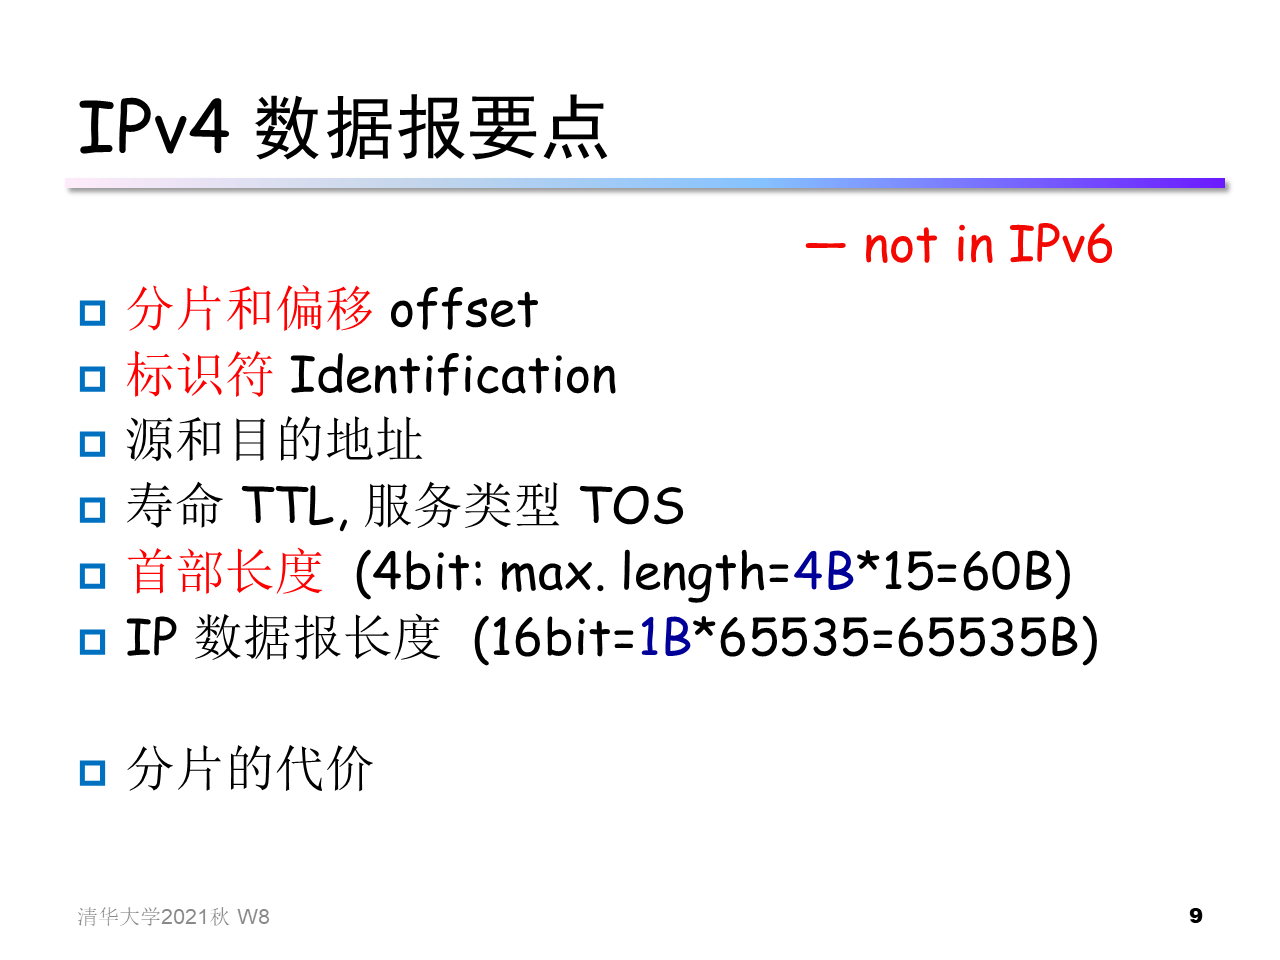 IPv4 数据报要点
— not in IPv6
分片和偏移 offset
标识符 Identification
源和目的地址
寿命 TTL, 服务类型 TOS
首部长度 (4bit: max. length=4B*15=60B)
IP 数据报长度 (16bit=1B*65535=65535B)
分片的代价
清华大学2021秋 W8
9